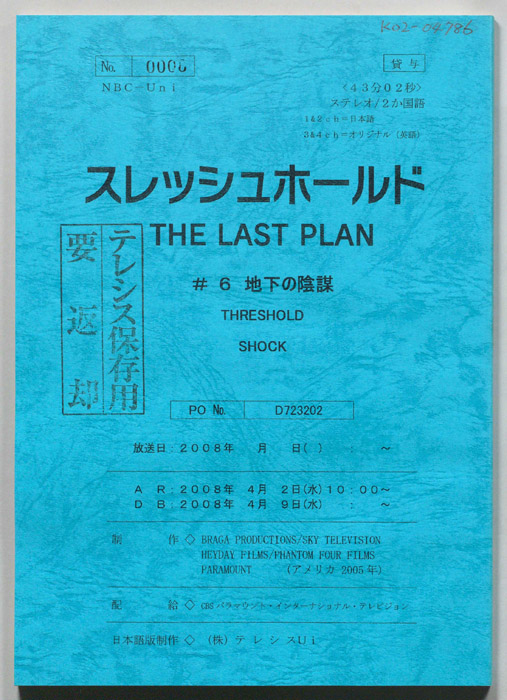 K02-04786
No. 0006
貸与
NBC-Uni
〈43分02秒〉
ステレオ/2か国語
1&2ch=日本語
3&4ch=オリジナル（英語）
スレッシュホールド
THE LAST PLAN
テレシス保存用
要返却
＃6 地下の陰謀
THRESHOLD
SHOCK
PO No. D723202
放送日：2008年　月　日（　）　：　～
A R：2008年 4月 2日（水）10：00～
D B：2008年 4月 9日（水）　：　～
制作◇ BRAGA PRODUCTIONS/SKY TELEVISION
HEYDAY FILMS/PHANTOM FOUR FILMS
PARAMOUNT （アメリカ 2005年）
配給◇ CBSパラマウント・インターナショナル・テレビジョン
日本語版制作◇ （株）テレシスUi